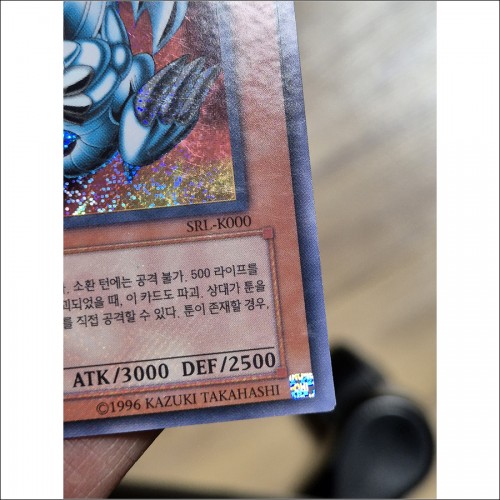 SRL-K000
. 소환 턴에는 공격 불가. 500 라이프를
괴되었을 때, 이 카드도 파괴. 상대가 툰을
를 직접 공격할 수 있다. 툰이 존재할 경우,
ATK/3000 DEF/2500
©1996 KAZUKI TAKAHASHI